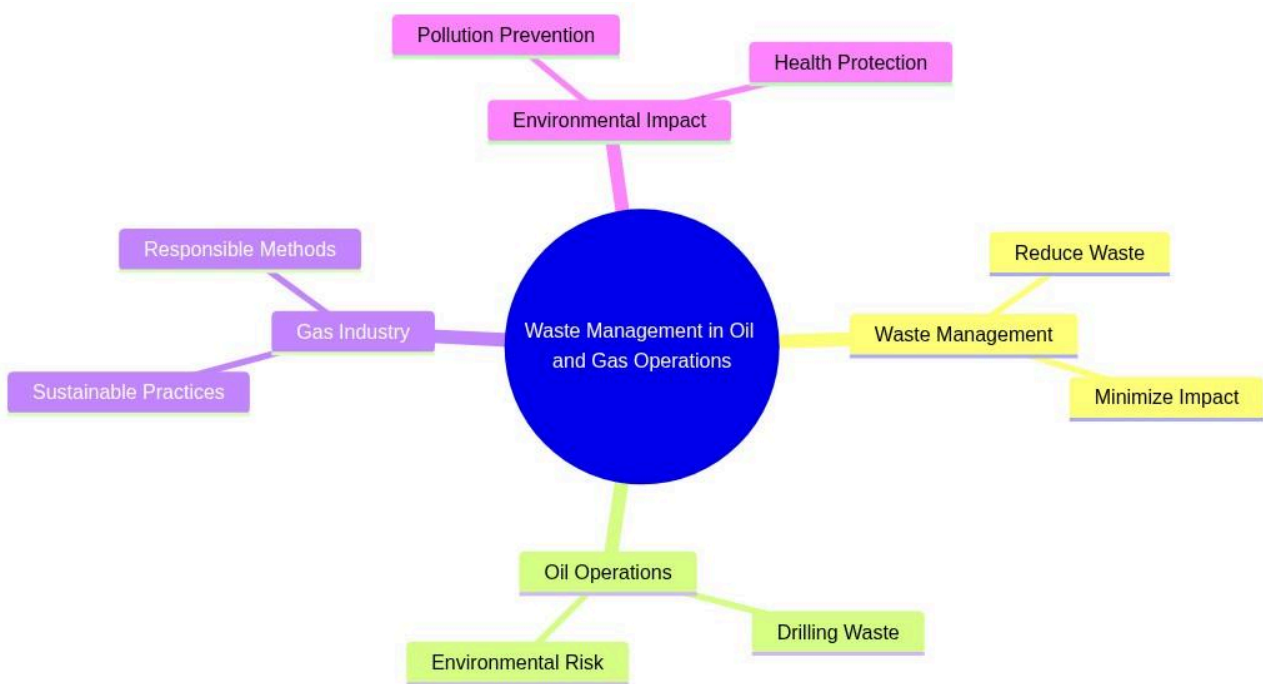 Pollution Prevention
Health Protection
Environmental Impact
Responsible Methods
Gas Industry
Sustainable Practices
Waste Management in Oil
and Gas Operations
Reduce Waste
Waste Management
Minimize Impact
Oil Operations
Drilling Waste
Environmental Risk